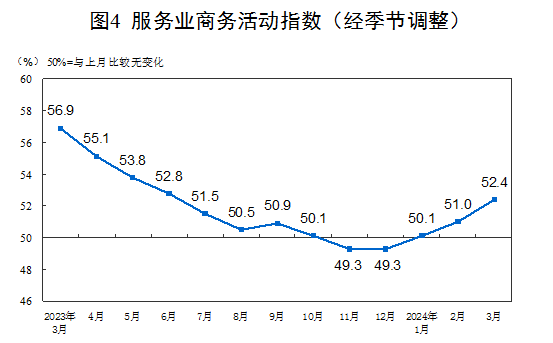 图4 服务业商务活动指数（经季节调整）
（%）50%=与上月比较无变化
60
58
56
54
52
50
48
46
56.9
55.1
53.8
52.8
51.5
50.5
50.9
50.1
49.3
49.3
50.1
51.0
52.4
2023年
3月
4月
5月
6月
7月
8月
9月
10月
11月
12月
2024年
1月
2月
3月